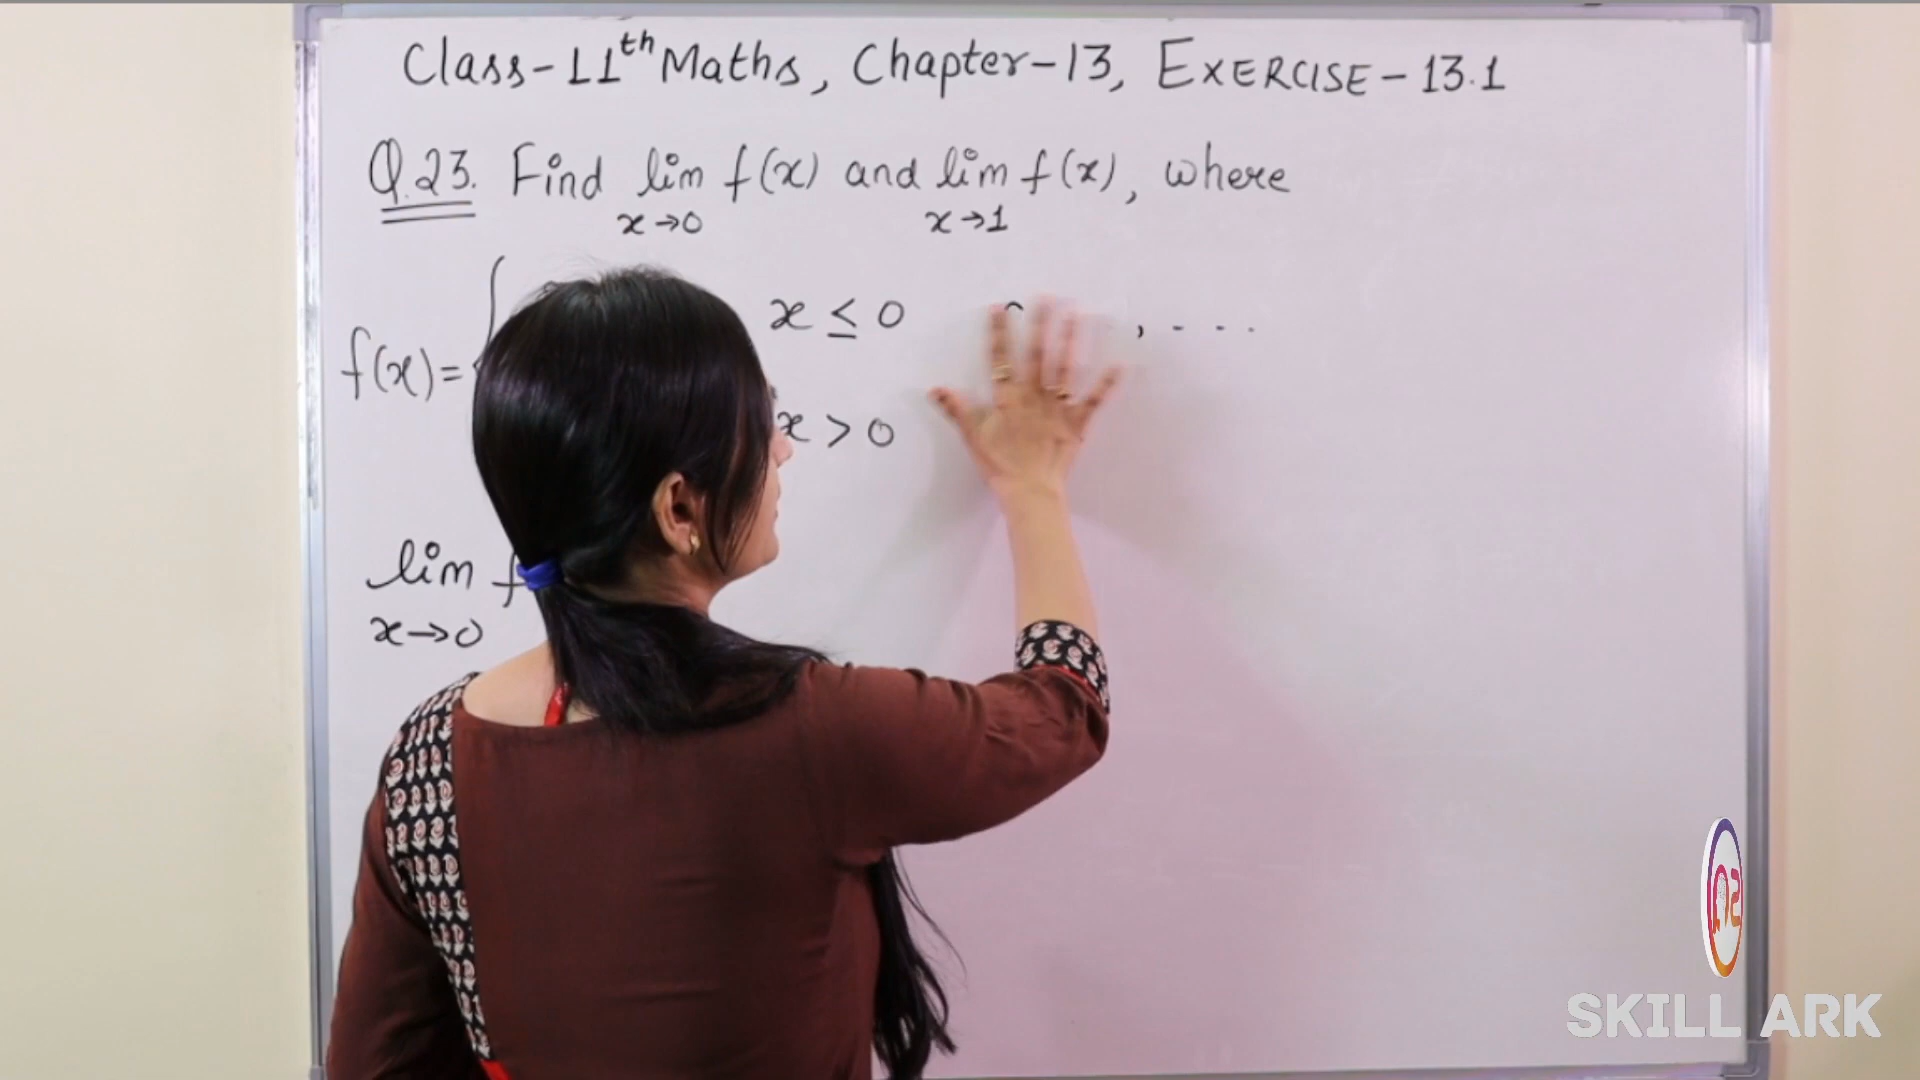 Class-11th Maths, Chapter-13, EXERCISE-13.1
Q.23. Find lim f(x) and lim f(x), where
x→0 x→1
x ≤ 0 , - - .
f(x)=
x > 0
lim f
x→0
SKILL ARK